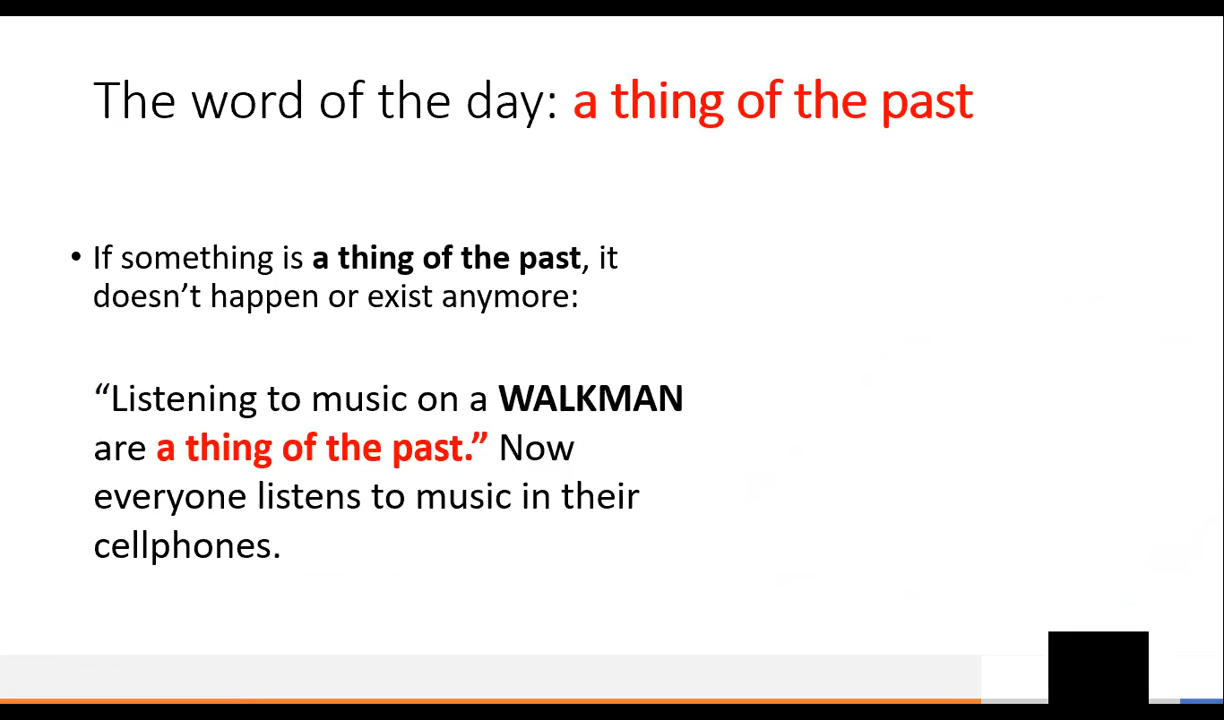 The word of the day: a thing of the past
• If something is a thing of the past, it
doesn’t happen or exist anymore:
“Listening to music on a WALKMAN
are a thing of the past.” Now
everyone listens to music in their
cellphones.